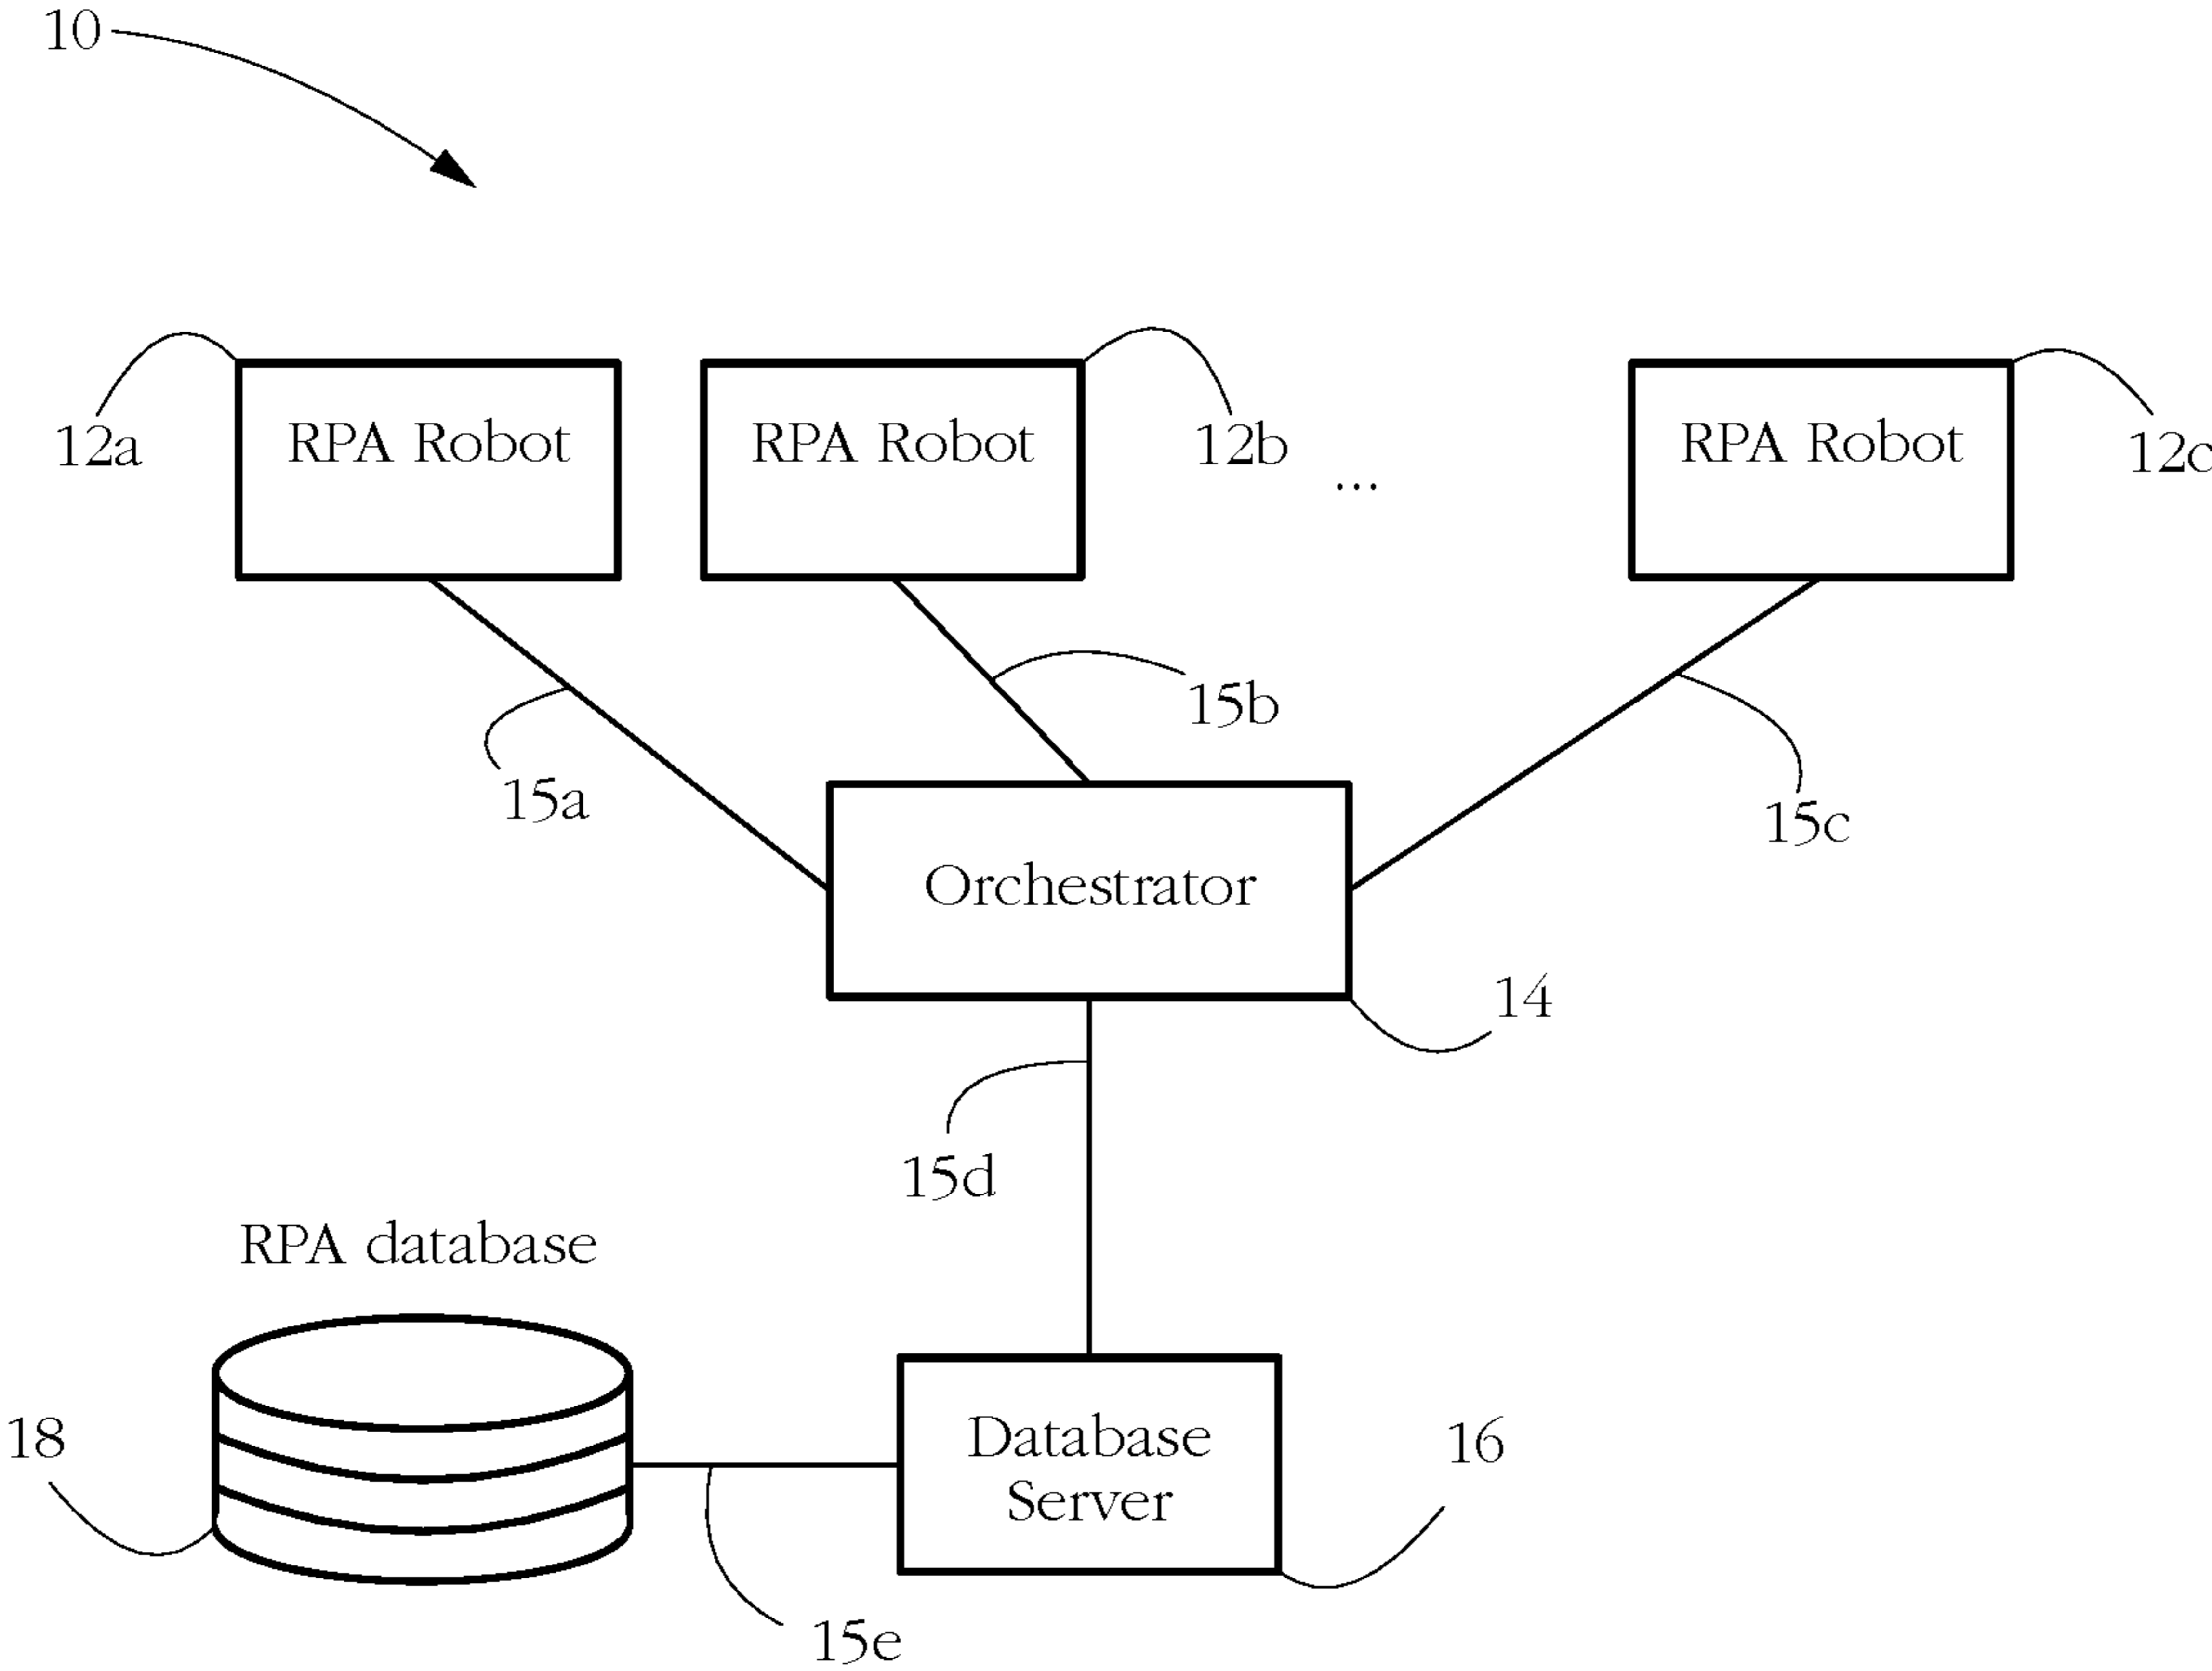 10
12a
RPA Robot
RPA Robot
12b
...
RPA Robot
12c
15a
15b
15c
Orchestrator
14
15d
RPA database
18
Database
Server
16
15e